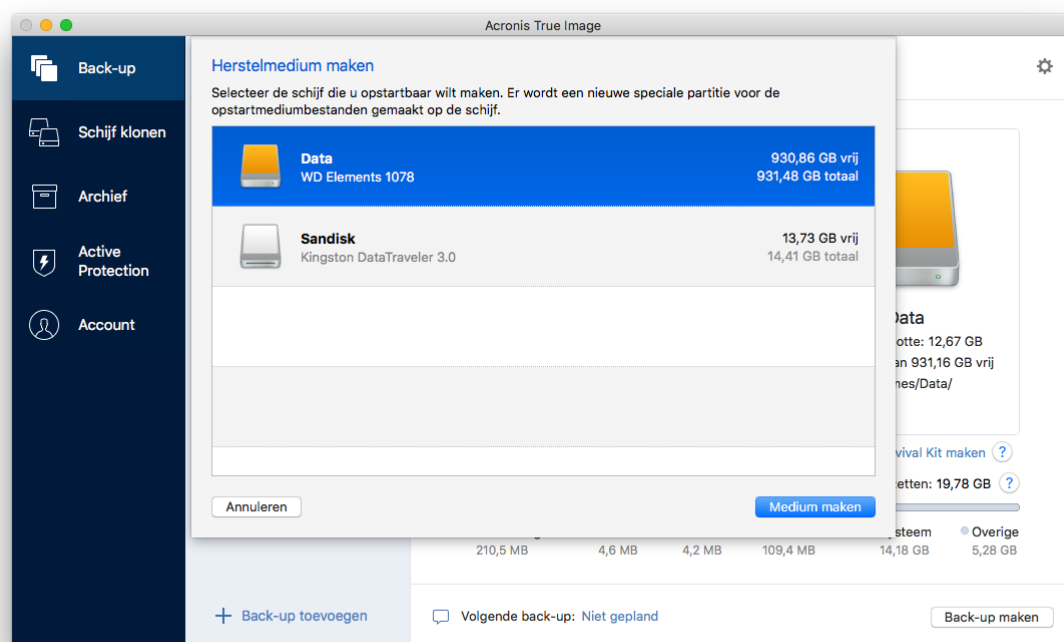 Acronis True Image
Back-up
Schijf klonen
Archief
Active
Protection
Account
Herstelmedium maken
Selecteer de schijf die u opstartbaar wilt maken. Er wordt een nieuwe speciale partitie voor de
opstartmediumbestanden gemaakt op de schijf.
Data
930,86 GB vrij
WD Elements 1078
931,48 GB totaal
Sandisk
13,73 GB vrij
Kingston DataTraveler 3.0
14,41 GB totaal
Annuleren
Medium maken
Data
otte: 12,67 GB
an 931,16 GB vrij
nes/Data/
vival Kit maken ?
etten: 19,78 GB ?
steem
Overige
210,5 MB
4,6 MB
4,2 MB
109,4 MB
14,18 GB
5,28 GB
+ Back-up toevoegen
Volgende back-up: Niet gepland
Back-up maken